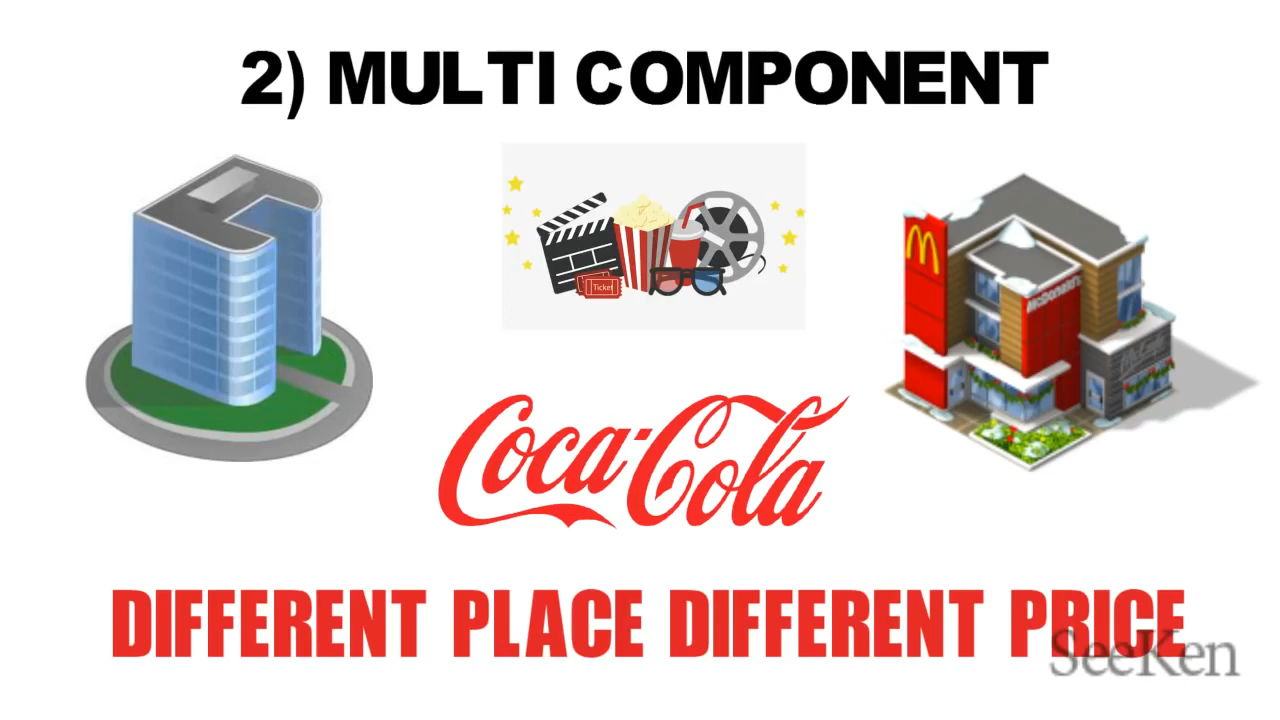 2) MULTI COMPONENT
Ticket
McDonald's
Coca-Cola
DIFFERENT PLACE DIFFERENT PRICE
SeeKen